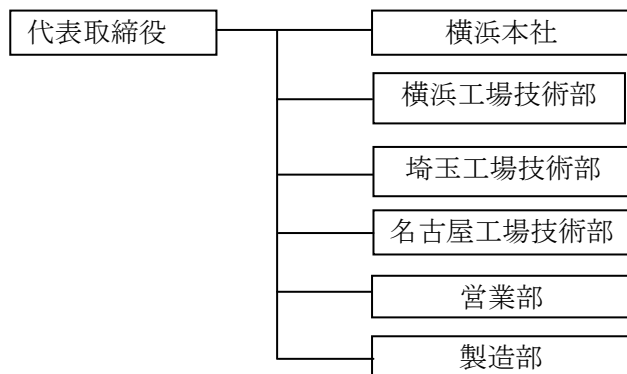 代表取締役
横浜本社
横浜工場技術部
埼玉工場技術部
名古屋工場技術部
営業部
製造部